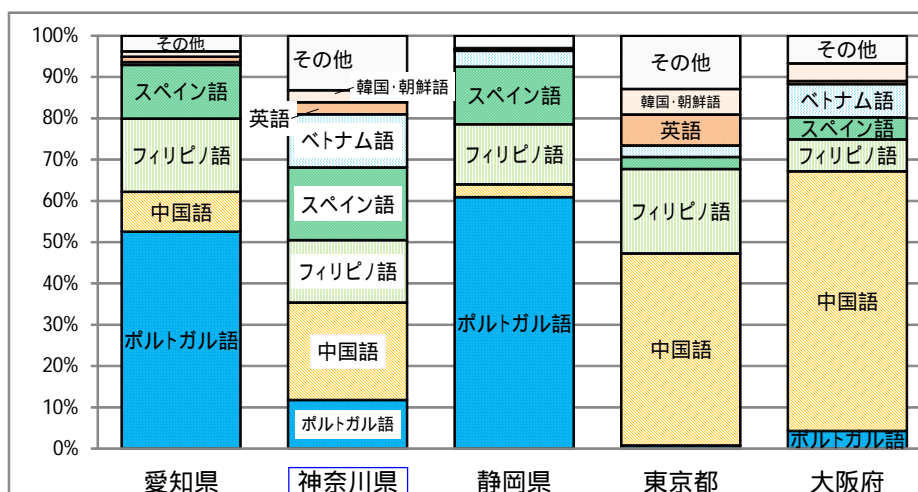 100%
90%
80%
70%
60%
50%
40%
30%
20%
10%
0%
その他
スペイン語
フィリピノ語
中国語
ポルトガル語
愛知県
その他
韓国・朝鮮語
英語
ベトナム語
スペイン語
フィリピノ語
中国語
ポルトガル語
神奈川県
スペイン語
フィリピノ語
ポルトガル語
静岡県
その他
韓国・朝鮮語
英語
フィリピノ語
中国語
東京都
その他
ベトナム語
スペイン語
フィリピノ語
中国語
ポルトガル語
大阪府